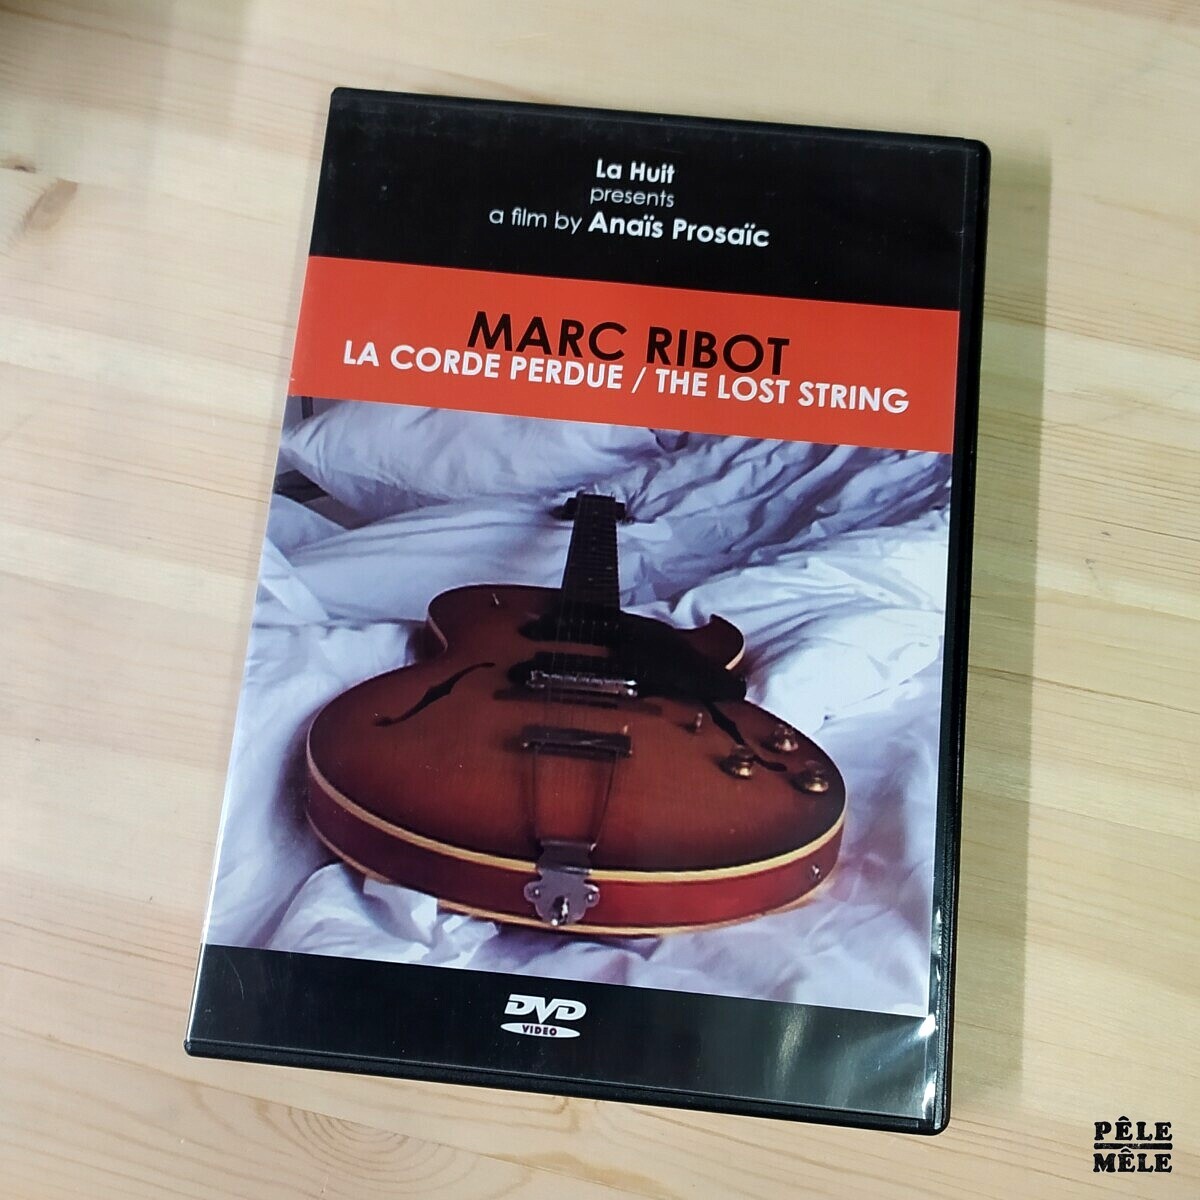 La Huit
presents
a film by Anaïs Prosaïc
MARC RIBOT
LA CORDE PERDUE / THE LOST STRING
DVD
VIDEO
PÊLE
MÊLE